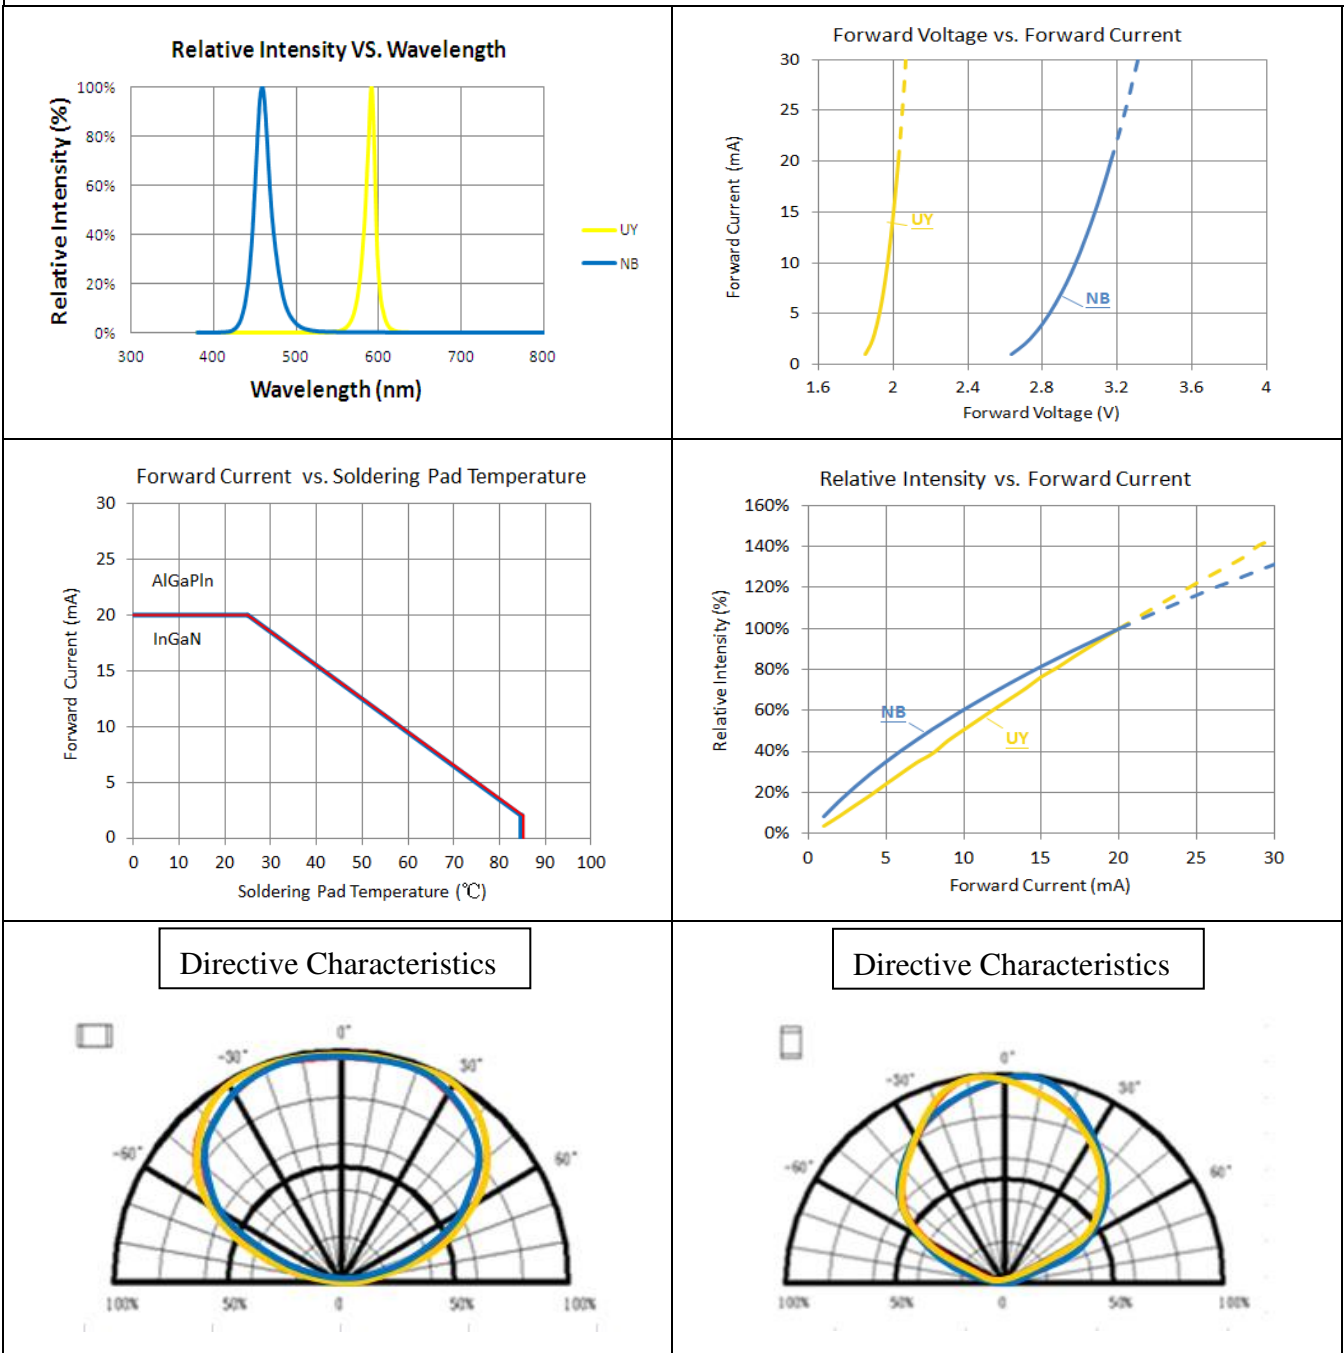 Relative Intensity VS. Wavelength
Relative Intensity (%)
100%
80%
60%
40%
20%
0%
300 400 500 600 700 800
Wavelength (nm)
UY
NB
Forward Voltage vs. Forward Current
Forward Current (mA)
30
25
20
15
10
5
0
UY
NB
1.6 2 2.4 2.8 3.2 3.6 4
Forward Voltage (V)
Forward Current vs. Soldering Pad Temperature
Forward Current (mA)
30
25
20
15
10
5
0
AlGaPln
InGaN
0 10 20 30 40 50 60 70 80 90 100
Soldering Pad Temperature (℃)
Relative Intensity vs. Forward Current
Relative Intensity (%)
160%
140%
120%
100%
80%
60%
40%
20%
0%
NB
UY
0 5 10 15 20 25 30
Forward Current (mA)
Directive Characteristics
0°
-30° 30°
-60° 60°
100% 50% 0 50% 100%
Directive Characteristics
0°
-30° 30°
-60° 60°
100% 50% 0 50% 100%